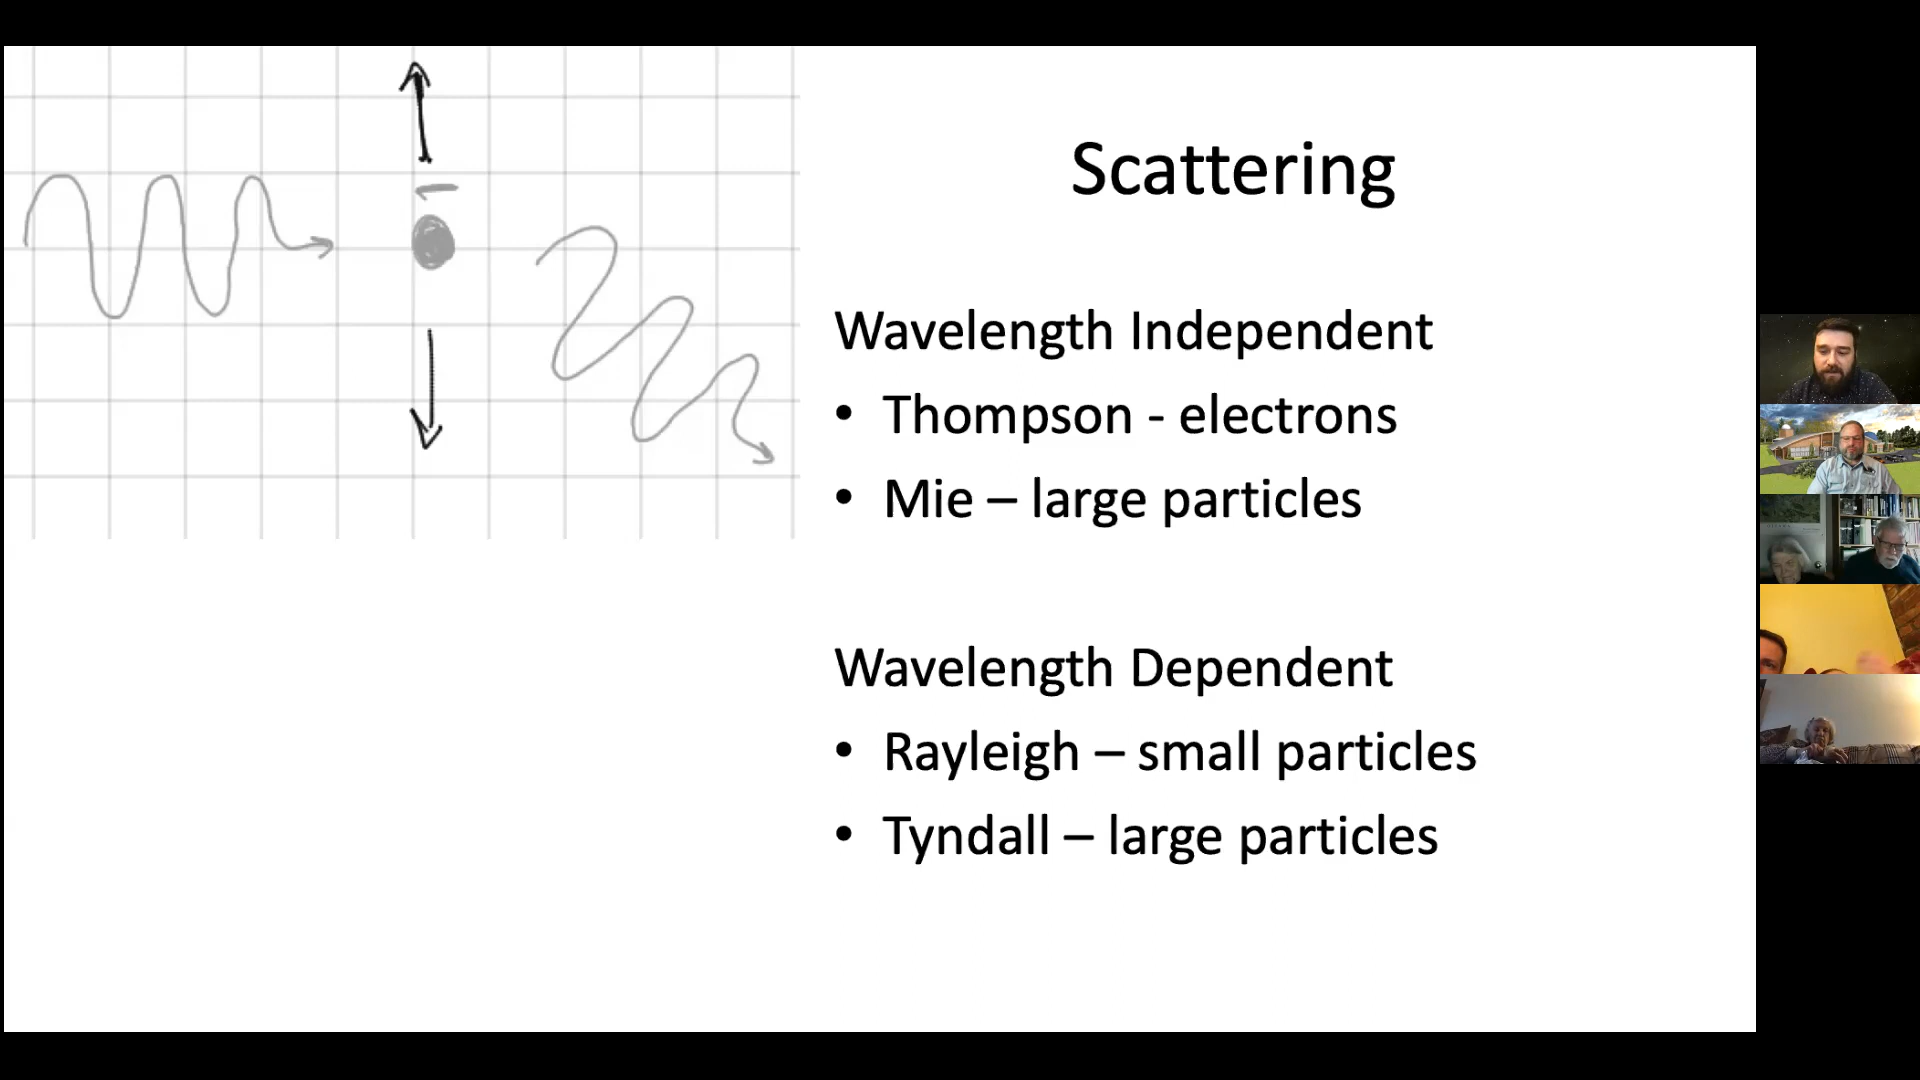 Scattering
Wavelength Independent
• Thompson - electrons
• Mie – large particles
Wavelength Dependent
• Rayleigh – small particles
• Tyndall – large particles